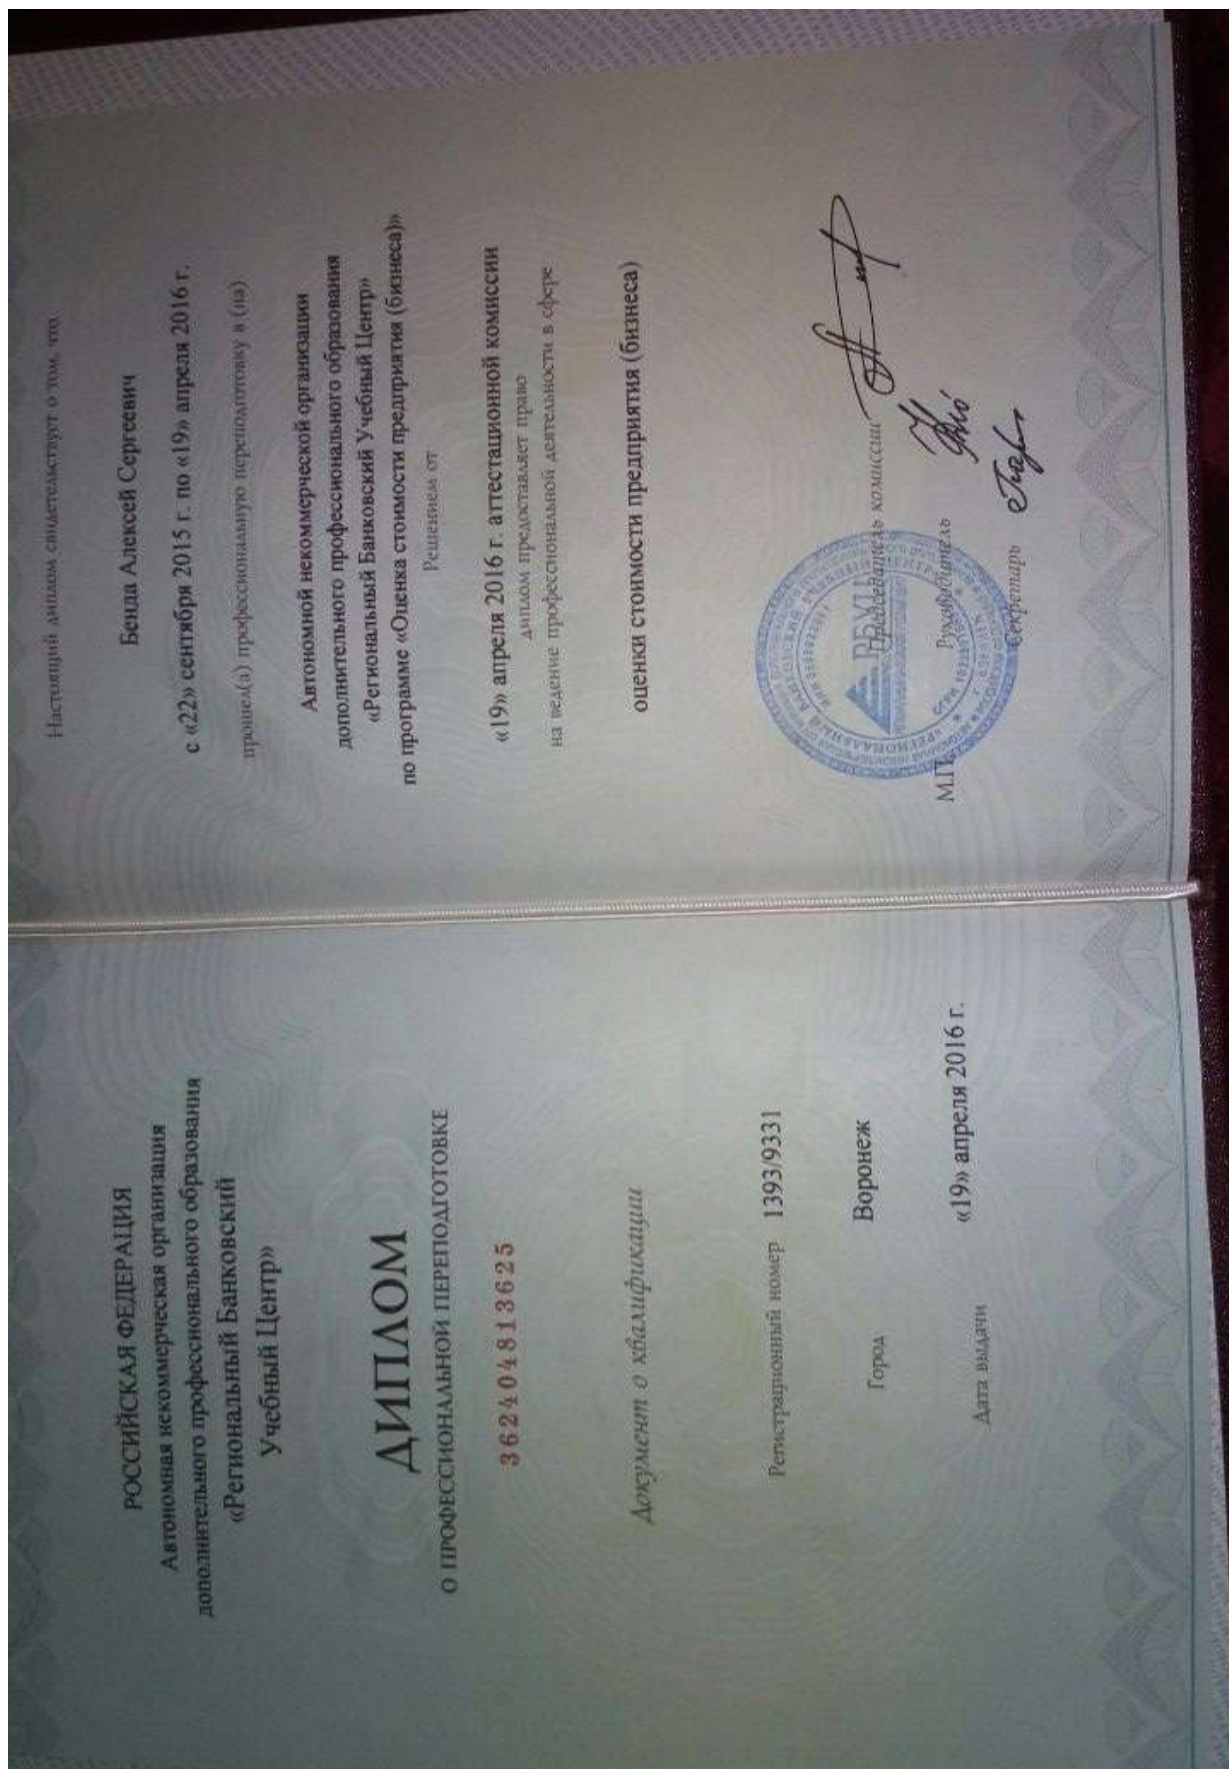 РОССИЙСКАЯ ФЕДЕРАЦИЯ
Автономная некоммерческая организация
дополнительного профессионального образования
«Региональный Банковский
Учебный Центр»
ДИПЛОМ
О ПРОФЕССИОНАЛЬНОЙ ПЕРЕПОДГОТОВКЕ
362404813625
Документ о квалификации
Регистрационный номер 1393/9331
Город Воронеж
Дата выдачи «19» апреля 2016 г.
Настоящий диплом свидетельствует о том, что
Бенда Алексей Сергеевич
с «22» сентября 2015 г. по «19» апреля 2016 г.
прошел(а) профессиональную переподготовку в (на)
Автономной некоммерческой организации
дополнительного профессионального образования
«Региональный Банковский Учебный Центр»
по программе «Оценка стоимости предприятия (бизнеса)»
Решением от
«19» апреля 2016 г. аттестационной комиссии
диплом предоставляет право
на ведение профессиональной деятельности в сфере
оценки стоимости предприятия (бизнеса)
Председатель комиссии
М.П. Руководитель
Секретарь
РБУЦ